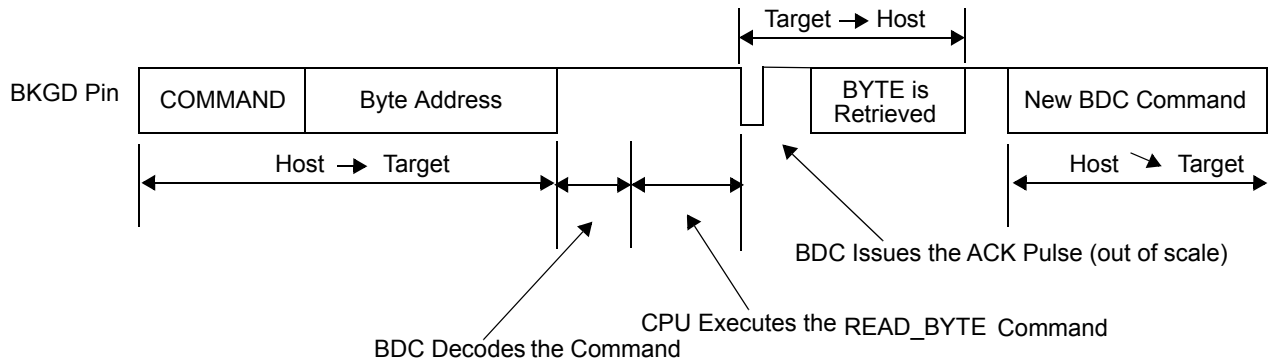 Target → Host
BKGD Pin
COMMAND
Byte Address
BYTE is
Retrieved
New BDC Command
Host → Target
Host ↘ Target
BDC Issues the ACK Pulse (out of scale)
CPU Executes the READ_BYTE Command
BDC Decodes the Command